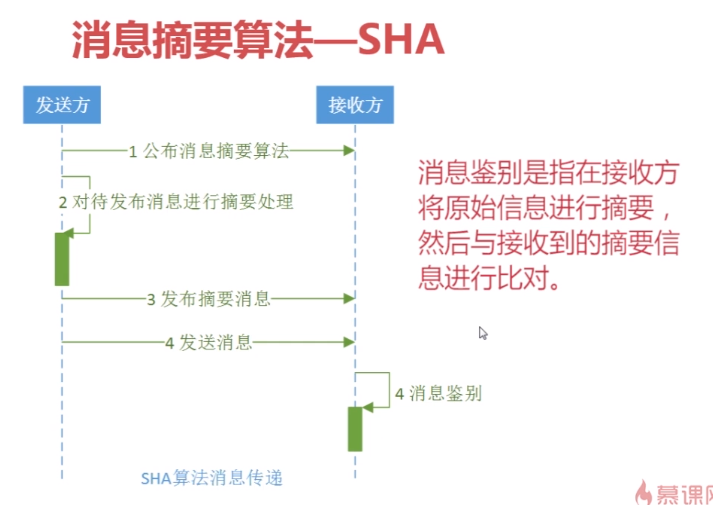 消息摘要算法—SHA
发送方
接收方
1 公布消息摘要算法
2 对待发布消息进行摘要处理
3 发布摘要消息
4 发送消息
4 消息鉴别
消息鉴别是指在接收方
将原始信息进行摘要，
然后与接收到的摘要信
息进行比对。
SHA算法消息传递
慕课网